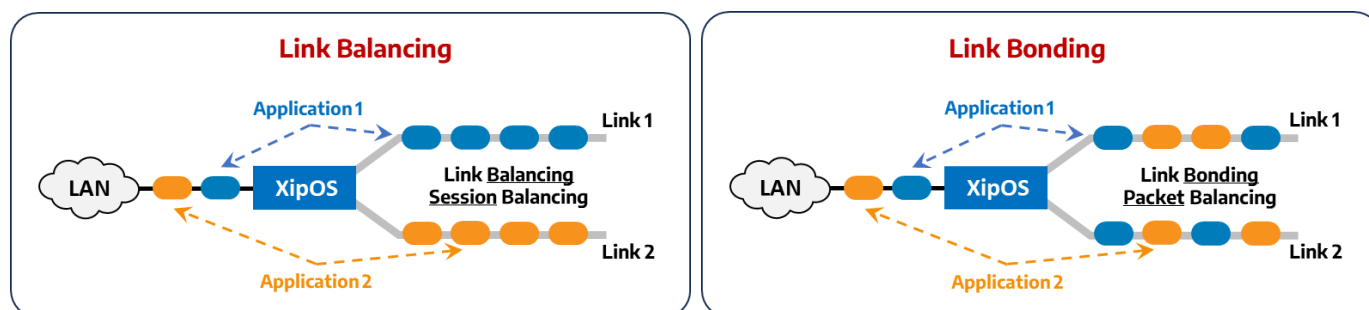 Link Balancing
Application 1
Link 1
LAN
XipOS
Link Balancing
Session Balancing
Link 2
Application 2
Link Bonding
Application 1
Link 1
LAN
XipOS
Link Bonding
Packet Balancing
Link 2
Application 2